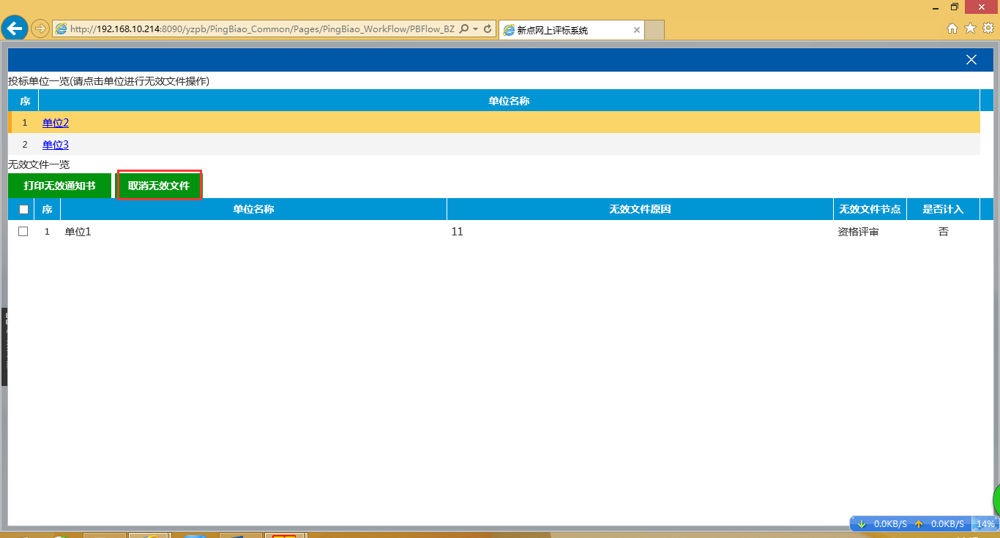 http://192.168.10.214:8090/yzpb/PingBiao_Common/Pages/PingBiao_WorkFlow/PBFlow_BZ
新点网上评标系统
投标单位一览(请点击单位进行无效文件操作)
序 单位名称
1 单位2
2 单位3
无效文件一览
打印无效通知书 取消无效文件
序 单位名称 无效文件原因 无效文件节点 是否计入
1 单位1 11 资格评审 否
0.0KB/S 0.0KB/S 14%